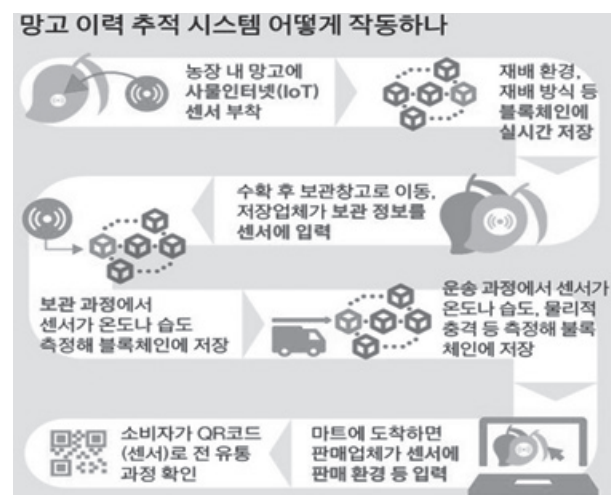 망고 이력 추적 시스템 어떻게 작동하나
농장 내 망고에
사물인터넷(IoT)
센서 부착
재배 환경,
재배 방식 등
블록체인에
실시간 저장
수확 후 보관창고로 이동,
저장업체가 보관 정보를
센서에 입력
보관 과정에서
센서가 온도나 습도
측정해 블록체인에 저장
운송 과정에서 센서가
온도나 습도, 물리적
충격 등 측정해 블록
체인에 저장
마트에 도착하면
판매업체가 센서에
판매 환경 등 입력
소비자가 QR코드
(센서)로 전 유통
과정 확인